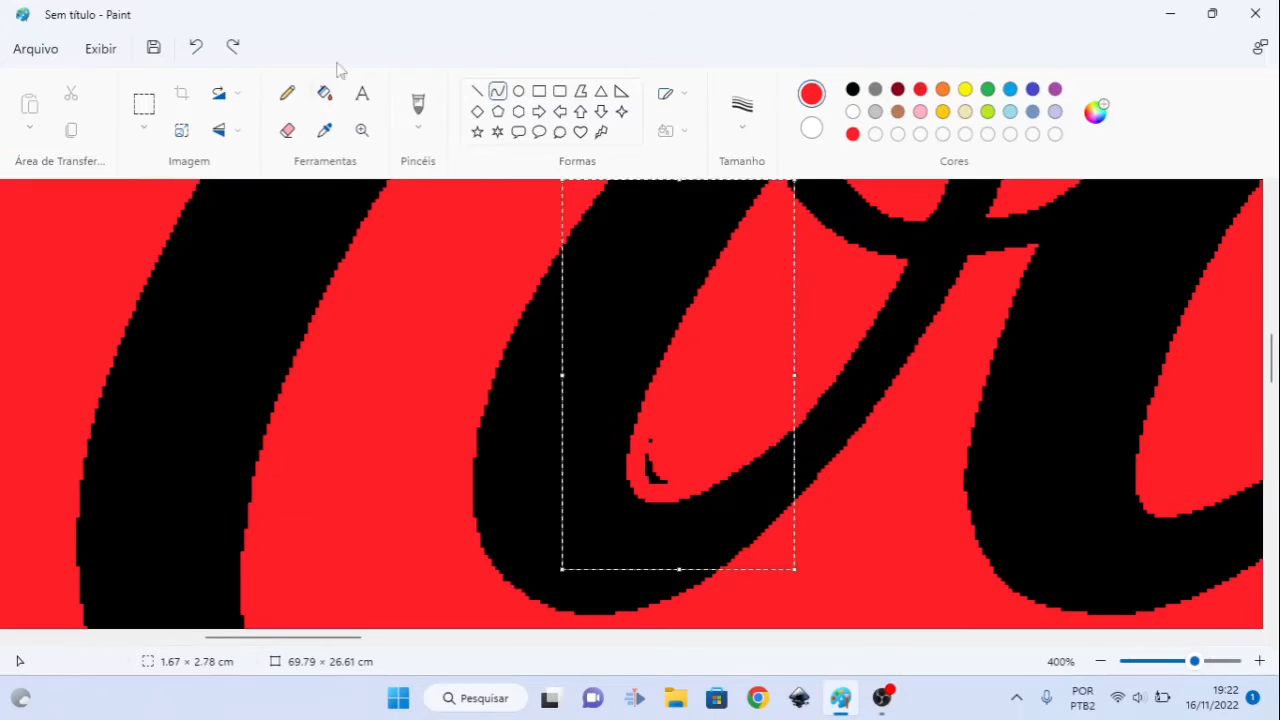 Sem título - Paint
Arquivo Exibir
Área de Transfer... Imagem Ferramentas Pincéis Formas Tamanho Cores
1.67 × 2.78 cm 69.79 × 26.61 cm 400%
Pesquisar
POR 19:22
PTB2 16/11/2022 1